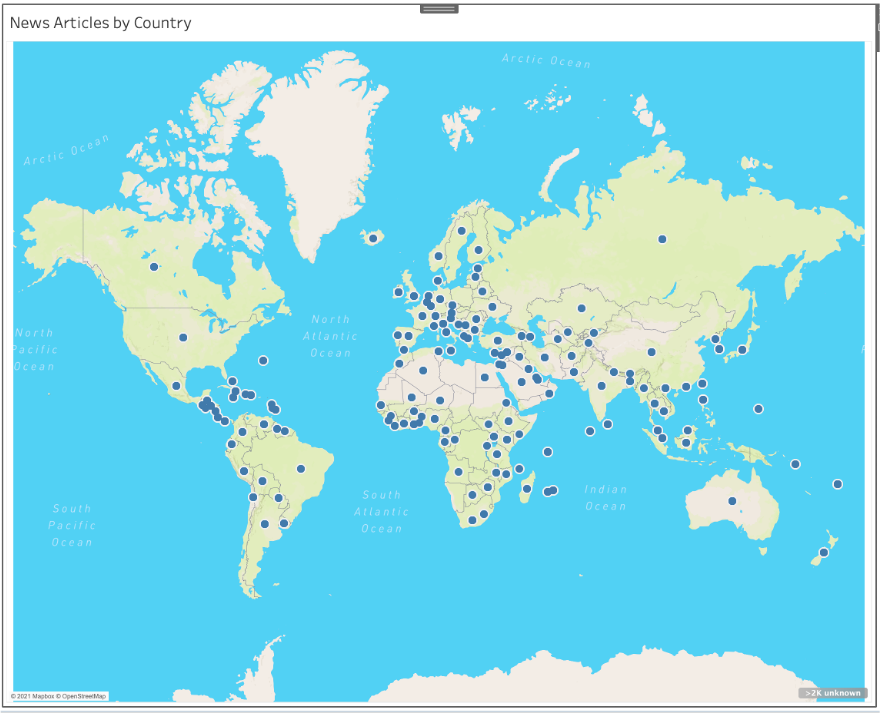 News Articles by Country
Arctic Ocean
Arctic Ocean
North
Pacific
Ocean
North
Atlantic
Ocean
South
Pacific
Ocean
South
Atlantic
Ocean
Indian
Ocean
© 2021 Mapbox © OpenStreetMap
>2K unknown